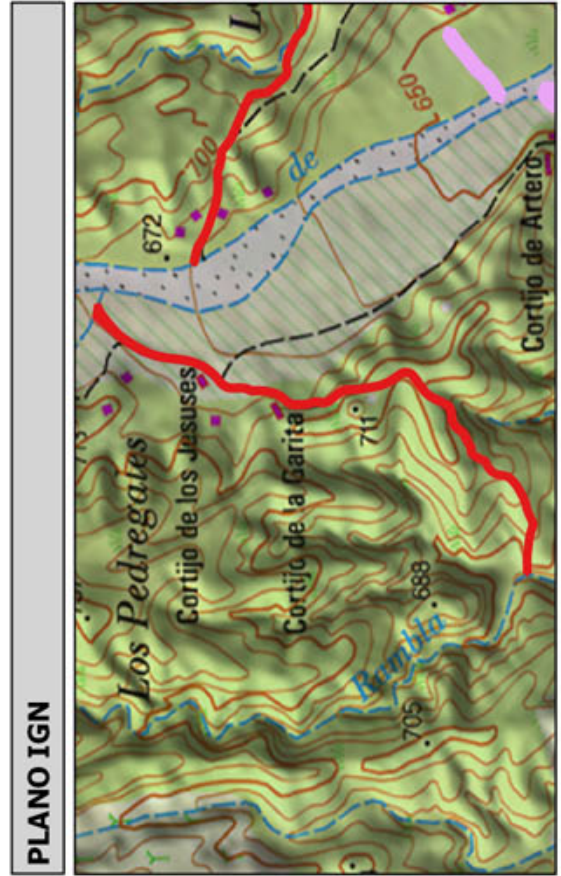 PLANO IGN
Los Pedregales
Cortijo de los Jesuses
Cortijo de la Garita
Cortijo de Artero
Rambla
de
672
700
650
711
688
705